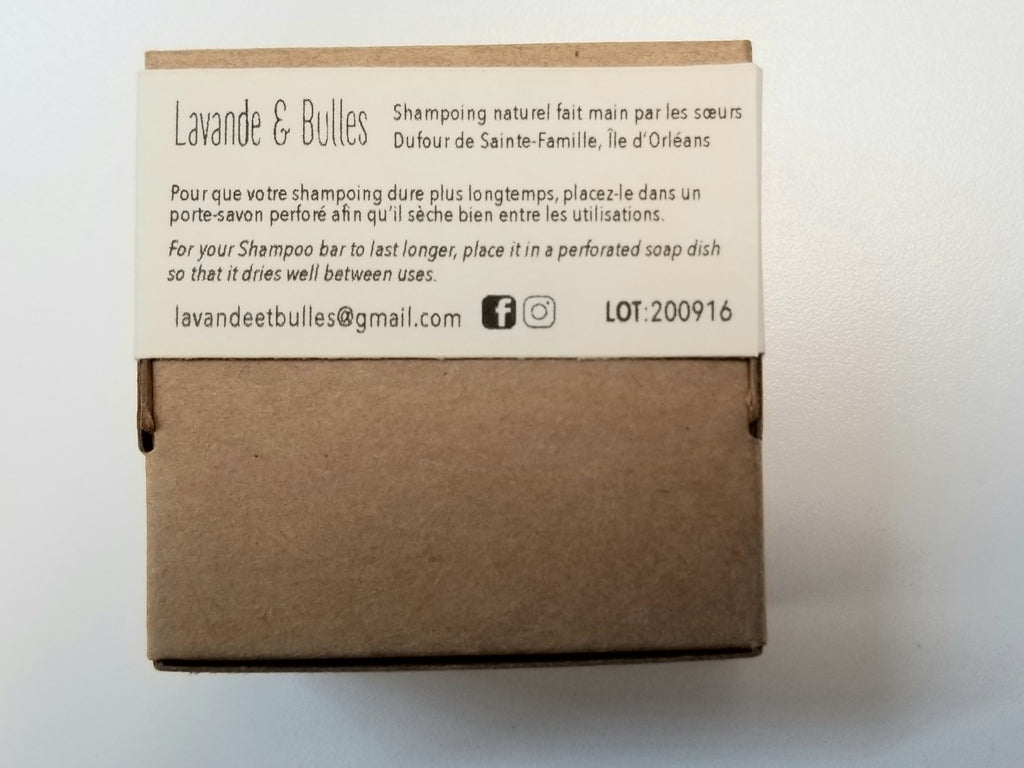 Lavande & Bulles
Shampoing naturel fait main par les sœurs
Dufour de Sainte-Famille, Île d'Orléans
Pour que votre shampoing dure plus longtemps, placez-le dans un
porte-savon perforé afin qu'il sèche bien entre les utilisations.
For your Shampoo bar to last longer, place it in a perforated soap dish
so that it dries well between uses.
lavandeetbulles@gmail.com
LOT:200916